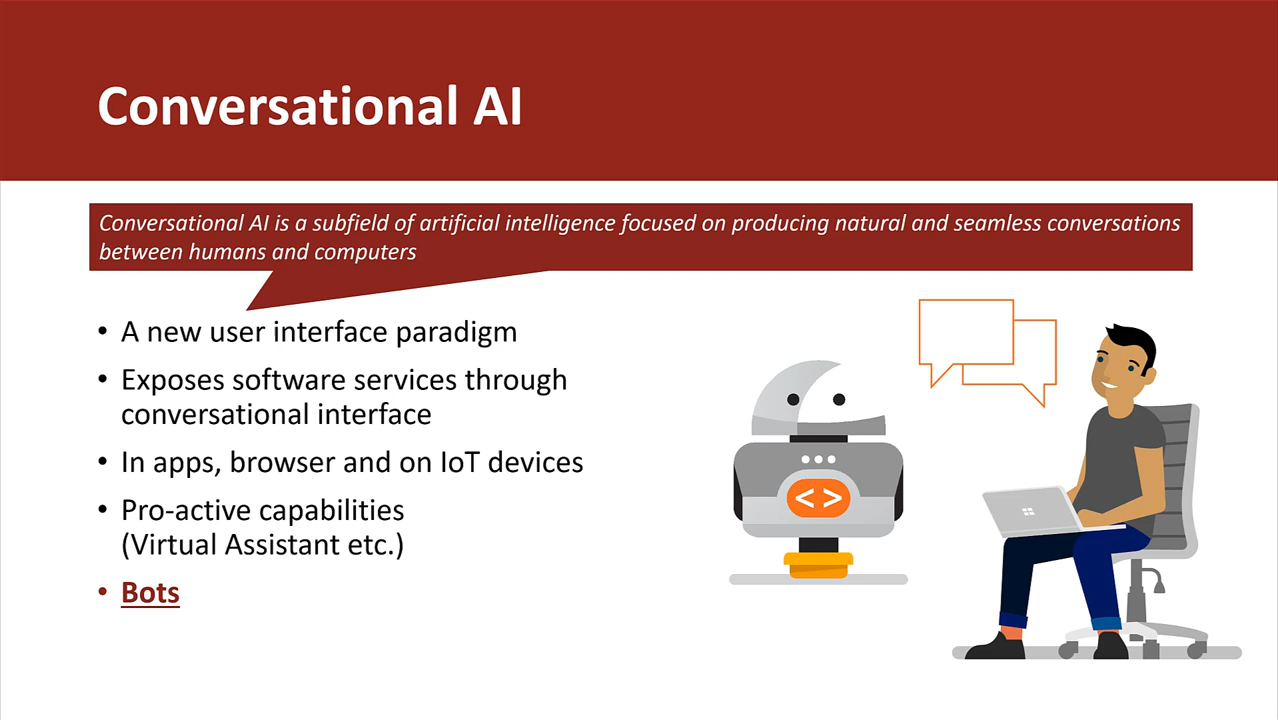 Conversational AI
Conversational AI is a subfield of artificial intelligence focused on producing natural and seamless conversations
between humans and computers
• A new user interface paradigm
• Exposes software services through
conversational interface
• In apps, browser and on IoT devices
• Pro-active capabilities
(Virtual Assistant etc.)
• Bots
< >